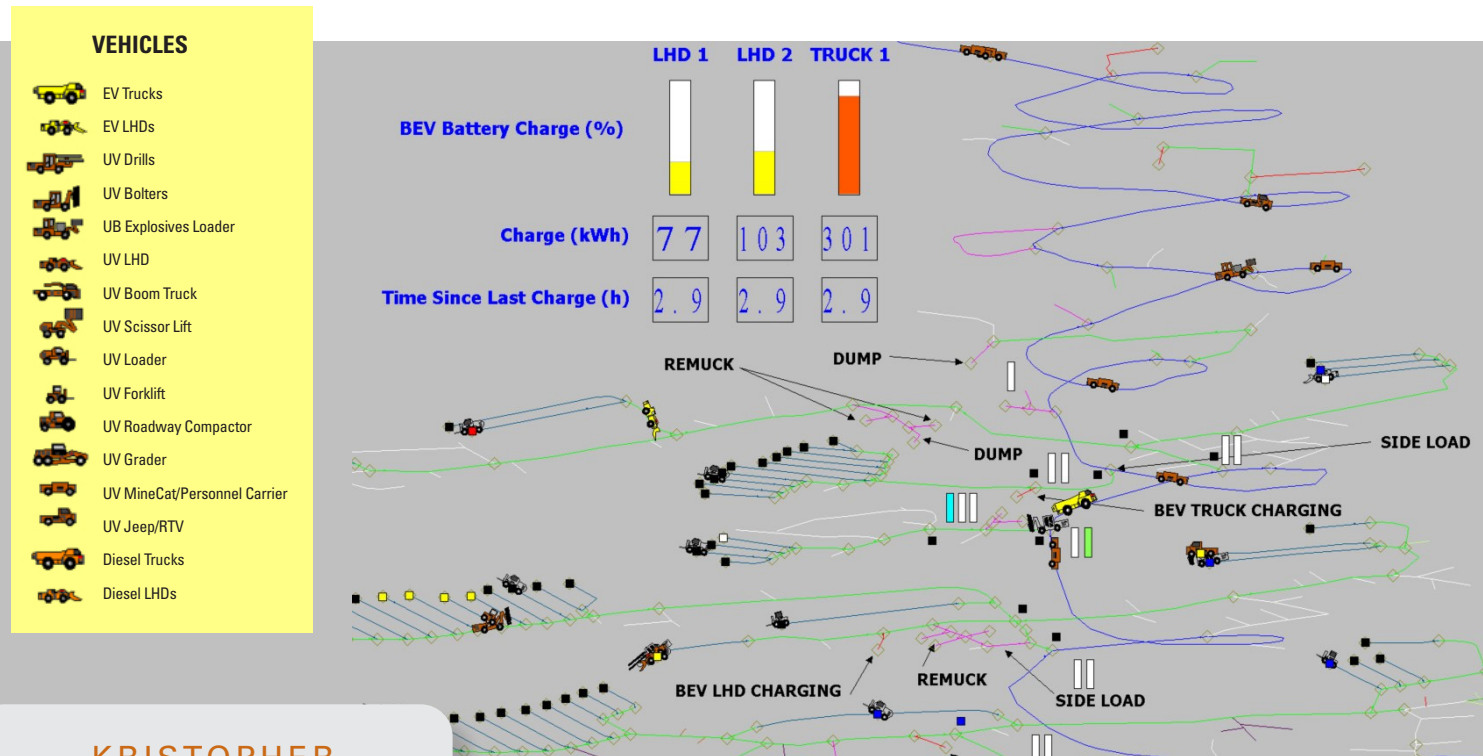 VEHICLES
EV Trucks
EV LHDs
UV Drills
UV Bolters
UB Explosives Loader
UV LHD
UV Boom Truck
UV Scissor Lift
UV Loader
UV Forklift
UV Roadway Compactor
UV Grader
UV MineCat/Personnel Carrier
UV Jeep/RTV
Diesel Trucks
Diesel LHDs
LHD 1 LHD 2 TRUCK 1
BEV Battery Charge (%)
Charge (kWh) 77 103 301
Time Since Last Charge (h) 2.9 2.9 2.9
REMUCK
DUMP
DUMP
SIDE LOAD
BEV TRUCK CHARGING
BEV LHD CHARGING
REMUCK
SIDE LOAD
KRISTOPHER